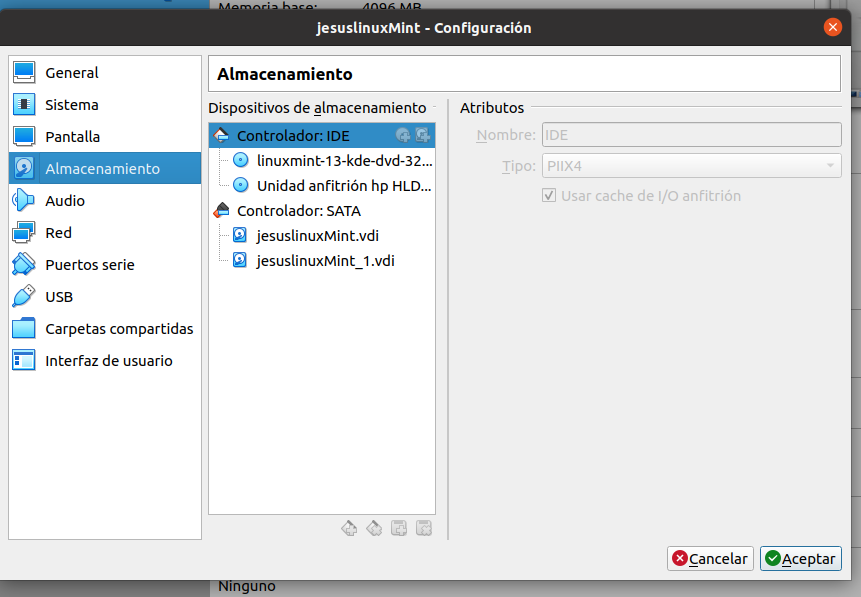 Memoria base: 4096 MB
jesuslinuxMint - Configuración
General
Sistema
Pantalla
Almacenamiento
Audio
Red
Puertos serie
USB
Carpetas compartidas
Interfaz de usuario
Almacenamiento
Dispositivos de almacenamiento
Controlador: IDE
linuxmint-13-kde-dvd-32...
Unidad anfitrión hp HLD...
Controlador: SATA
jesuslinuxMint.vdi
jesuslinuxMint_1.vdi
Atributos
Nombre: IDE
Tipo: PIIX4
Usar cache de I/O anfitrión
Cancelar
Aceptar
Ninguno